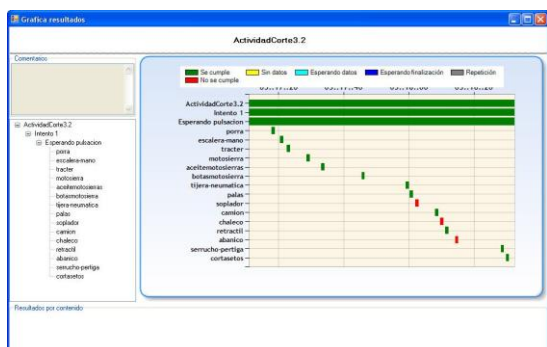 Grafica resultados
ActividadCorte3.2
Comentarios
Se cumple
Sin datos
Esperando datos
Esperando finalización
Repetición
No se cumple
ActividadCorte3.2
Intento 1
Esperando pulsacion
porra
escalera-mano
tracter
motosierra
aceitemotosierras
botasmotosierra
tijera-neumatica
palas
soplador
camion
chaleco
retractil
abanico
serrucho-pertiga
cortasetos
ActividadCorte3.2
Intento 1
Esperando pulsacion
porra
escalera-mano
tracter
motosierra
aceitemotosierras
botasmotosierra
tijera-neumatica
palas
soplador
camion
chaleco
retractil
abanico
serrucho-pertiga
cortasetos
Resultados por contenido